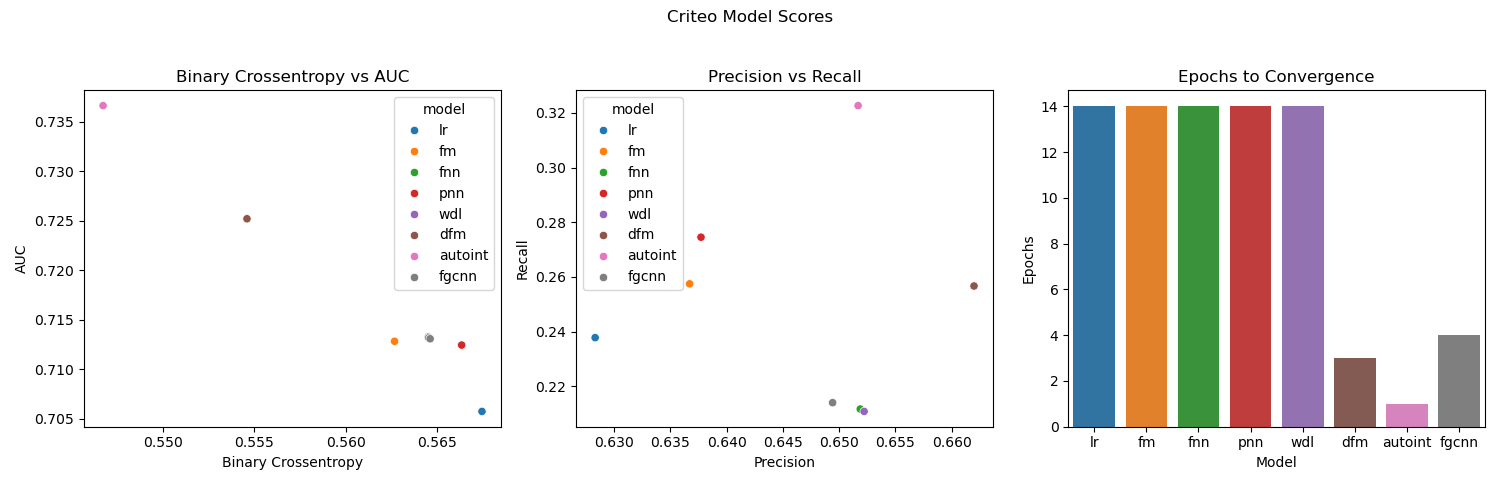 Criteo Model Scores
Binary Crossentropy vs AUC
AUC
0.735
0.730
0.725
0.720
0.715
0.710
0.705
model
lr
fm
fnn
pnn
wdl
dfm
autoint
fgcnn
0.550 0.555 0.560 0.565
Binary Crossentropy
Precision vs Recall
Recall
0.32
0.30
0.28
0.26
0.24
0.22
model
lr
fm
fnn
pnn
wdl
dfm
autoint
fgcnn
0.630 0.635 0.640 0.645 0.650 0.655 0.660
Precision
Epochs to Convergence
Epochs
14
12
10
8
6
4
2
0
lr fm fnn pnn wdl dfm autoint fgcnn
Model